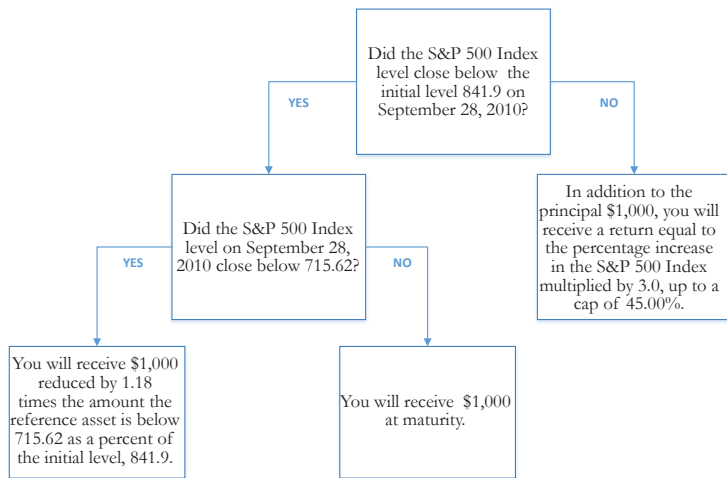 Did the S&P 500 Index
level close below the
initial level 841.9 on
September 28, 2010?
YES
NO
Did the S&P 500 Index
level on September 28,
2010 close below 715.62?
In addition to the
principal $1,000, you will
receive a return equal to
the percentage increase
in the S&P 500 Index
multiplied by 3.0, up to a
cap of 45.00%.
YES
NO
You will receive $1,000
reduced by 1.18
times the amount the
reference asset is below
715.62 as a percent of
the initial level, 841.9.
You will receive $1,000
at maturity.